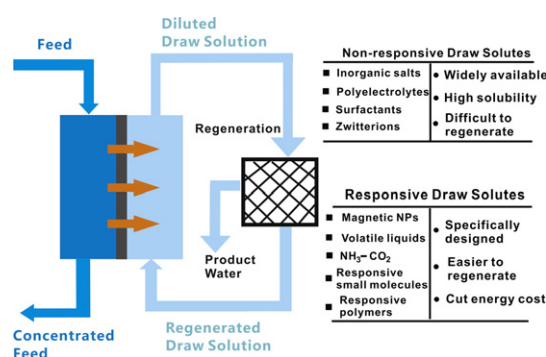 Feed
Diluted
Draw Solution
Regeneration
Product
Water
Concentrated
Feed
Regenerated
Draw Solution
Non-responsive Draw Solutes
Inorganic salts
Polyelectrolytes
Surfactants
Zwitterions
Widely available
High solubility
Difficult to
regenerate
Responsive Draw Solutes
Magnetic NPs
Volatile liquids
NH₃–CO₂
Responsive
small molecules
Responsive
polymers
Specifically
designed
Easier to
regenerate
Cut energy cost